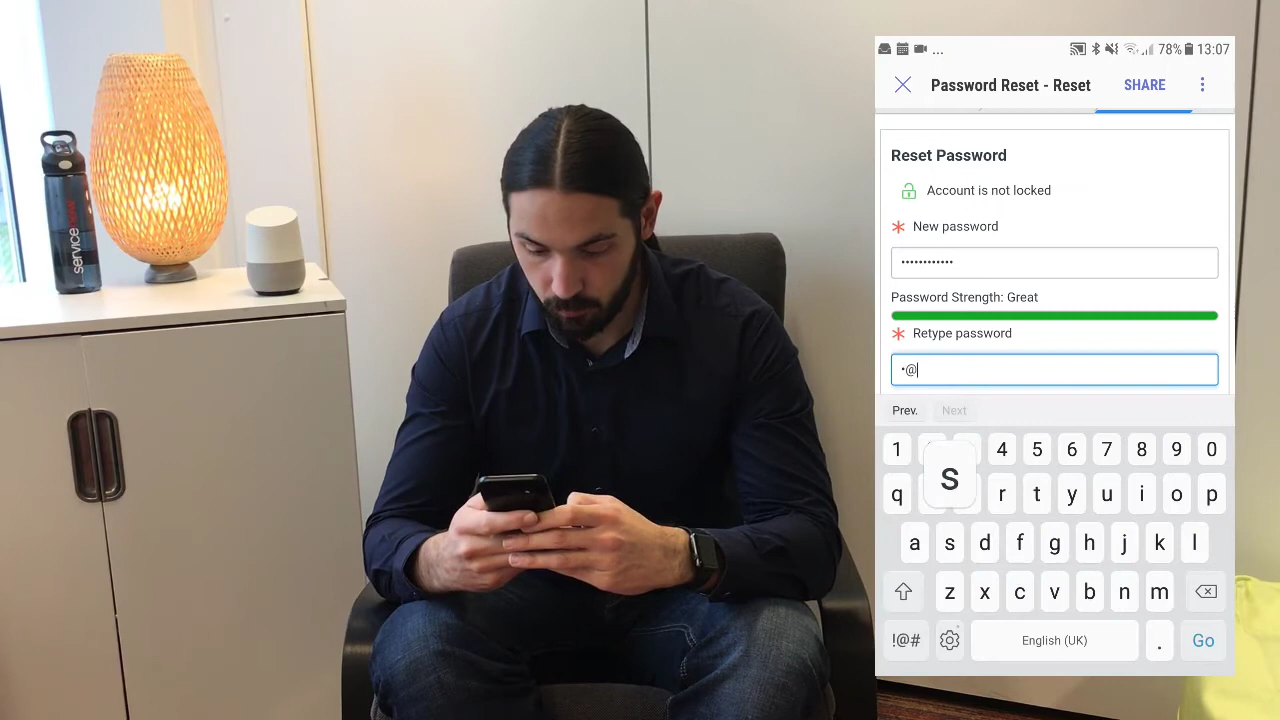 servicenow
... 78% 13:07
Password Reset - Reset SHARE
Reset Password
Account is not locked
* New password
••••••••••••
Password Strength: Great
* Retype password
•@
Prev. Next
1 4 5 6 7 8 9 0
S
q r t y u i o p
a s d f g h j k l
z x c v b n m
!@# English (UK) . Go